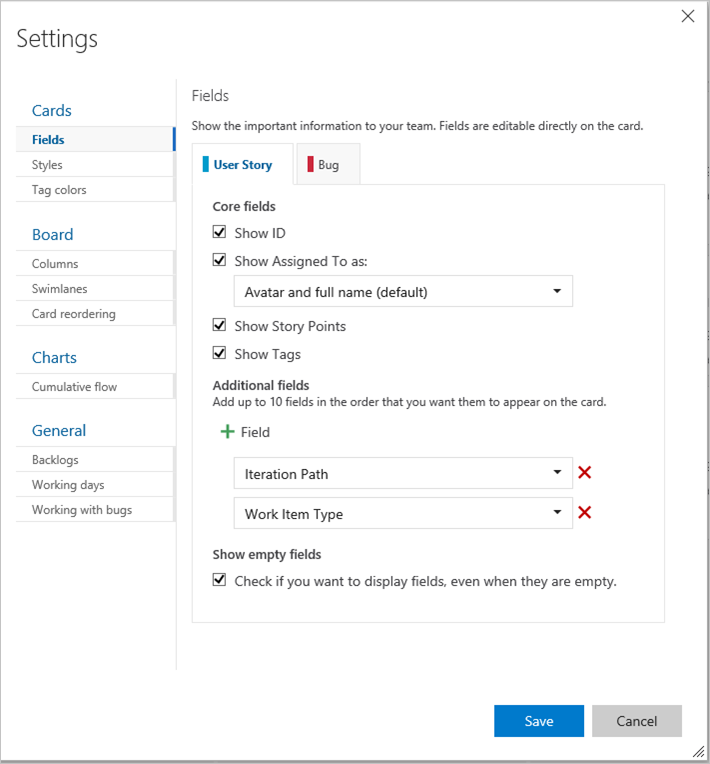 Settings
Cards
Fields
Styles
Tag colors
Board
Columns
Swimlanes
Card reordering
Charts
Cumulative flow
General
Backlogs
Working days
Working with bugs
Fields
Show the important information to your team. Fields are editable directly on the card.
User Story
Bug
Core fields
Show ID
Show Assigned To as:
Avatar and full name (default)
Show Story Points
Show Tags
Additional fields
Add up to 10 fields in the order that you want them to appear on the card.
Field
Iteration Path
Work Item Type
Show empty fields
Check if you want to display fields, even when they are empty.
Save
Cancel